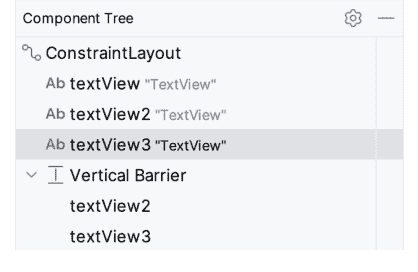 Component Tree
ConstraintLayout
Ab textView "TextView"
Ab textView2 "TextView"
Ab textView3 "TextView"
Vertical Barrier
textView2
textView3